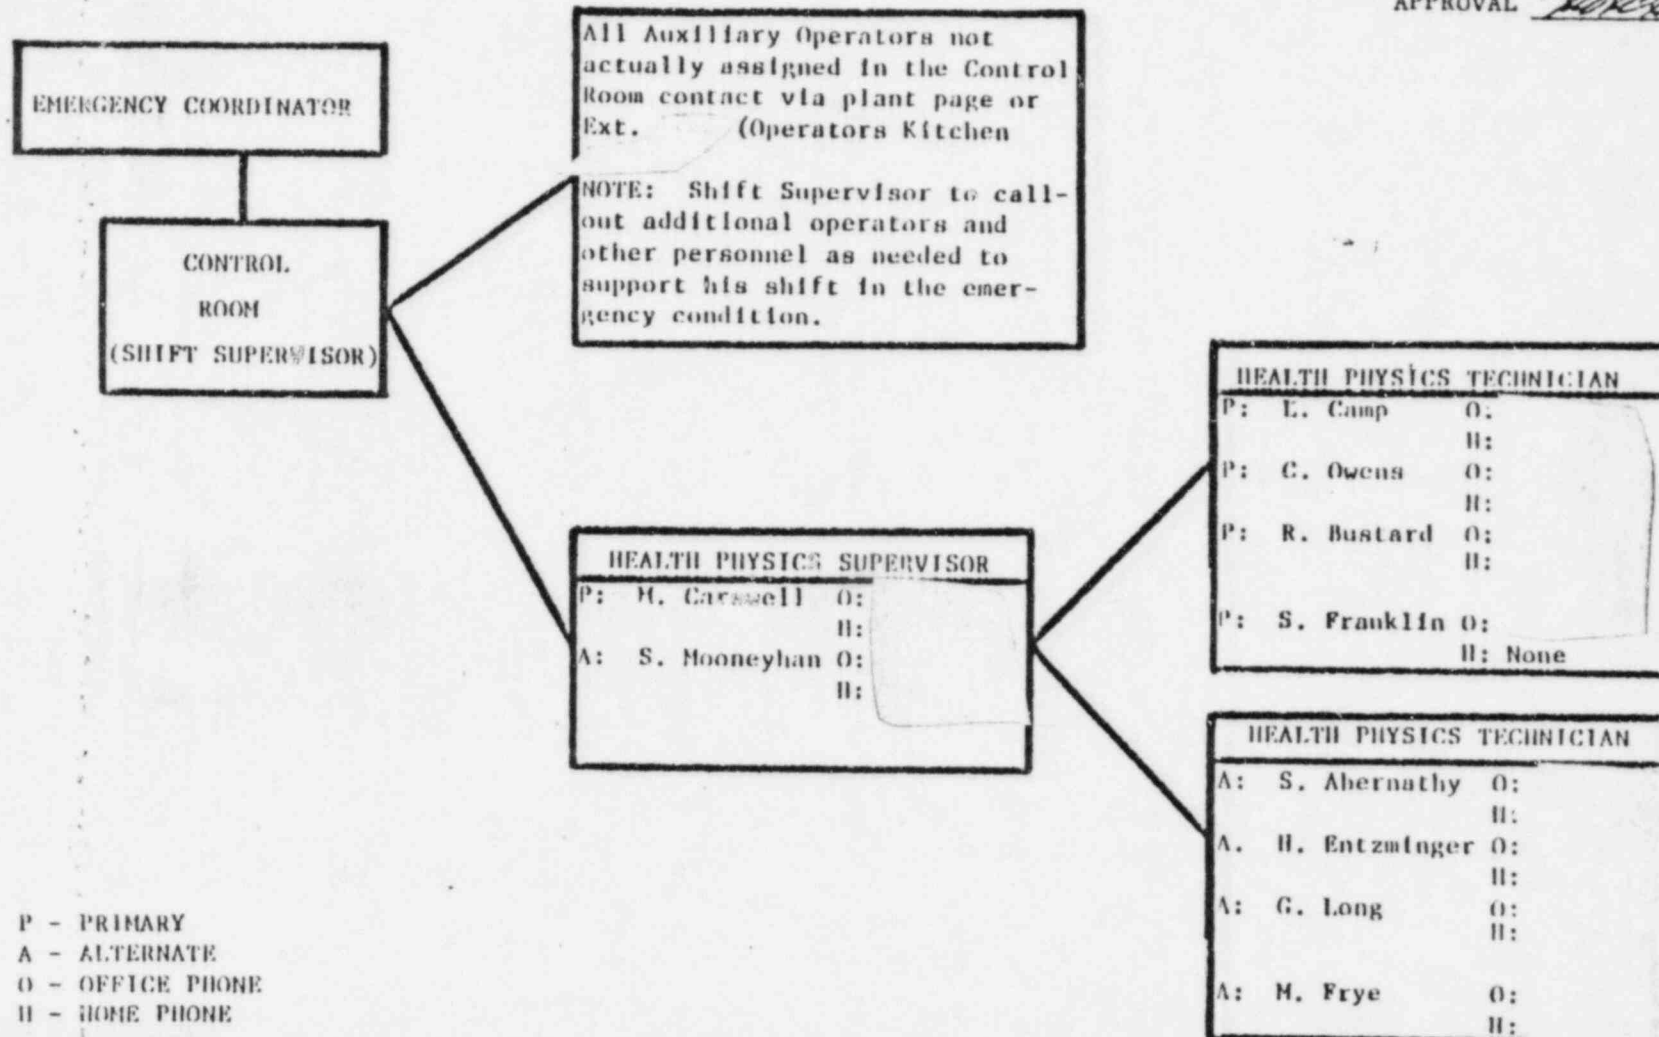 APPROVAL
EMERGENCY COORDINATOR
CONTROL
ROOM
(SHIFT SUPERVISOR)
All Auxiliary Operators not
actually assigned in the Control
Room contact via plant page or
Ext. (Operators Kitchen
NOTE: Shift Supervisor to call-
out additional operators and
other personnel as needed to
support his shift in the emer-
gency condition.
HEALTH PHYSICS SUPERVISOR
P: M. Carswell O:
H:
A: S. Mooneyhan O:
H:
HEALTH PHYSICS TECHNICIAN
P: L. Camp O:
H:
P: C. Owens O:
H:
P: R. Bustard O:
H:
P: S. Franklin O:
H: None
HEALTH PHYSICS TECHNICIAN
A: S. Abernathy O:
H:
A. H. Entzminger O:
H:
A: G. Long O:
H:
A: M. Frye O:
H:
P - PRIMARY
A - ALTERNATE
O - OFFICE PHONE
H - HOME PHONE